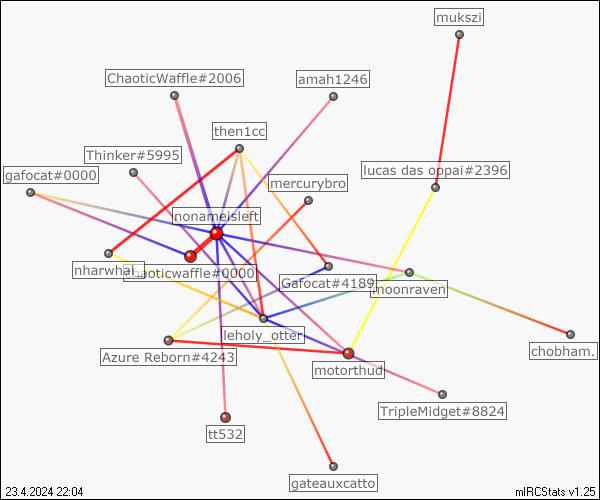 mukszi
ChaoticWaffle#2006
amah1246
then1cc
Thinker#5995
gafocat#0000
lucas das oppai#2396
mercurybro
nonameisleft
nharwhal
chaoticwaffle#0000
Gafocat#4189
moonraven
leholy_otter
Azure Reborn#4243
motorthud
chobham.
TripleMidget#8824
tt532
gateauxcatto
23.4.2024 22:04
mIRCStats v1.25